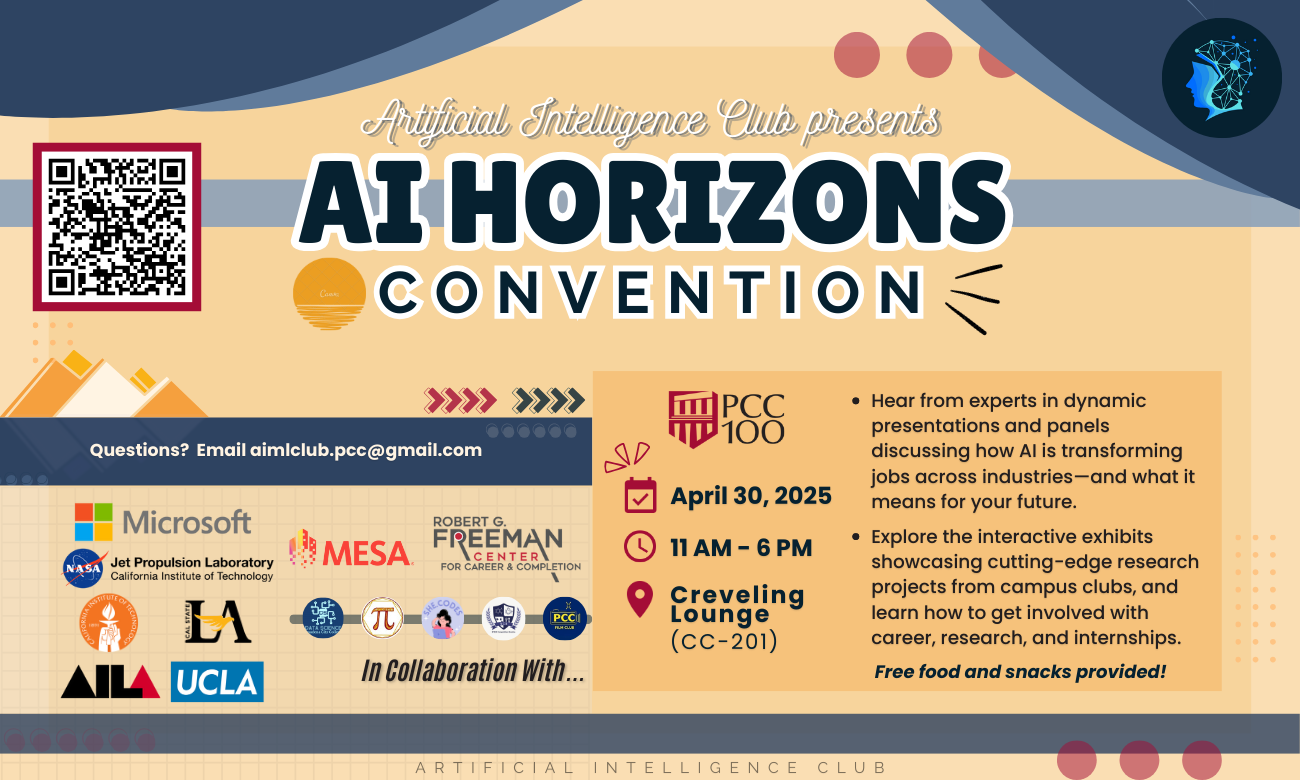 Artificial Intelligence Club presents
AI HORIZONS
CONVENTION
Canva
Questions? Email aimlclub.pcc@gmail.com
Microsoft
NASA
Jet Propulsion Laboratory
California Institute of Technology
MESA
ROBERT G.
FREEMAN
CENTER
FOR CAREER & COMPLETION
CALIFORNIA INSTITUTE OF TECHNOLOGY
CAL STATE LA
DATA SCIENCE
π
SHE.CODES
PCC
FILM CLUB
AILA
UCLA
In Collaboration With...
PCC
100
April 30, 2025
11 AM - 6 PM
Creveling
Lounge
(CC-201)
• Hear from experts in dynamic
presentations and panels
discussing how AI is transforming
jobs across industries—and what it
means for your future.
• Explore the interactive exhibits
showcasing cutting-edge research
projects from campus clubs, and
learn how to get involved with
career, research, and internships.
Free food and snacks provided!
ARTIFICIAL INTELLIGENCE CLUB